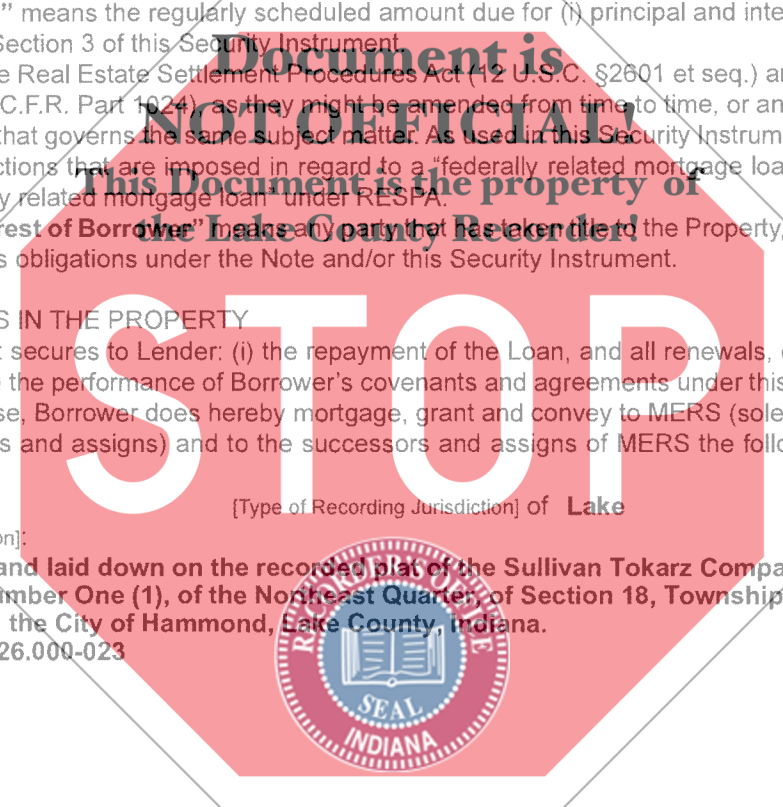 ” means the regularly scheduled amount due for (i) principal and inte
Section 3 of this Security Instrument.
Document is
e Real Estate Settlement Procedures Act (12 U.S.C. §2601 et seq.) an
C.F.R. Part 1024), as they might be amended from time to time, or an
NOT OFFICIAL!
that governs the same subject matter. As used in this Security Instrum
ctions that are imposed in regard to a “federally related mortgage loa
This Document is the property of
y related mortgage loan” under RESPA.
rest of Borrower” means any party that has taken title to the Property,
the Lake County Recorder!
s obligations under the Note and/or this Security Instrument.
S IN THE PROPERTY
t secures to Lender: (i) the repayment of the Loan, and all renewals,
the performance of Borrower’s covenants and agreements under this
STOP
se, Borrower does hereby mortgage, grant and convey to MERS (sole
s and assigns) and to the successors and assigns of MERS the follo
[Type of Recording Jurisdiction] of Lake
on]:
and laid down on the recorded plat of the Sullivan Tokarz Compa
mber One (1), of the Northeast Quarter, of Section 18, Township
the City of Hammond, Lake County, Indiana.
26.000-023
RECORDER'S OFFICE
SEAL
INDIANA